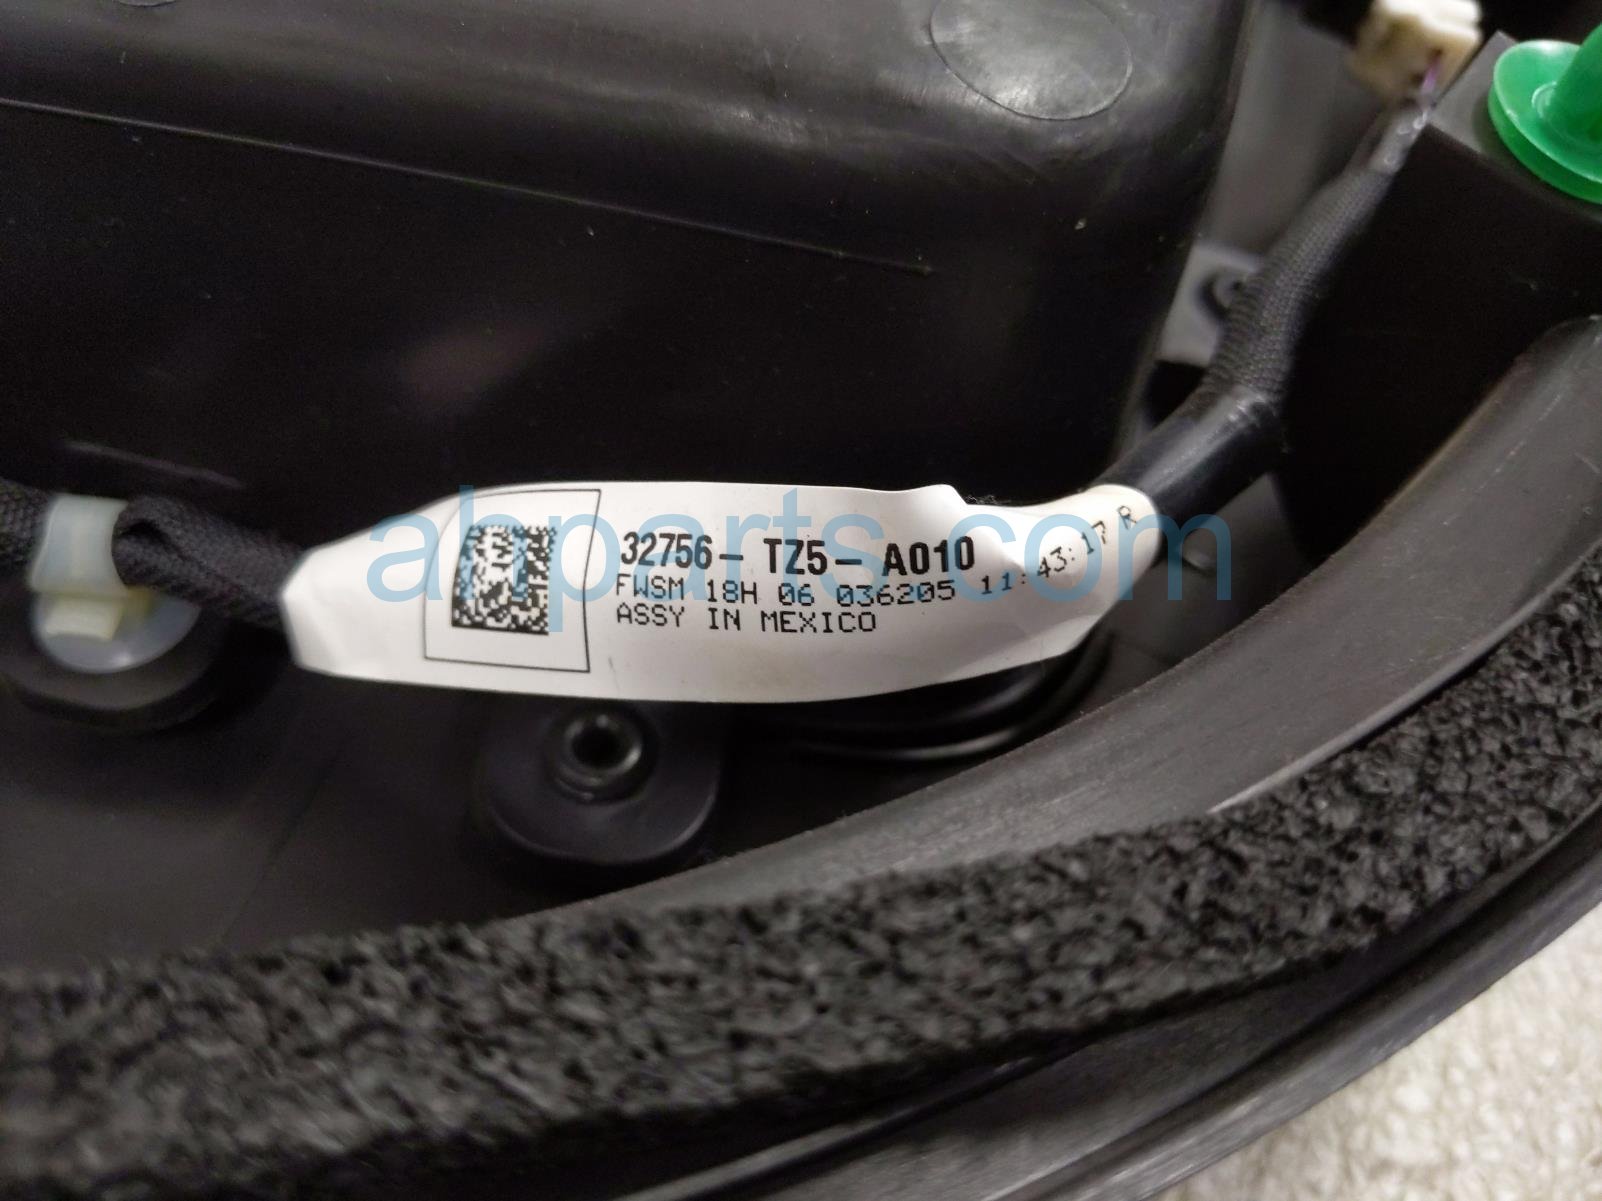 32756-TZ5-A010
FWSM 18H 06 036205 11:43:17 R
ASSY IN MEXICO
ahparts.com